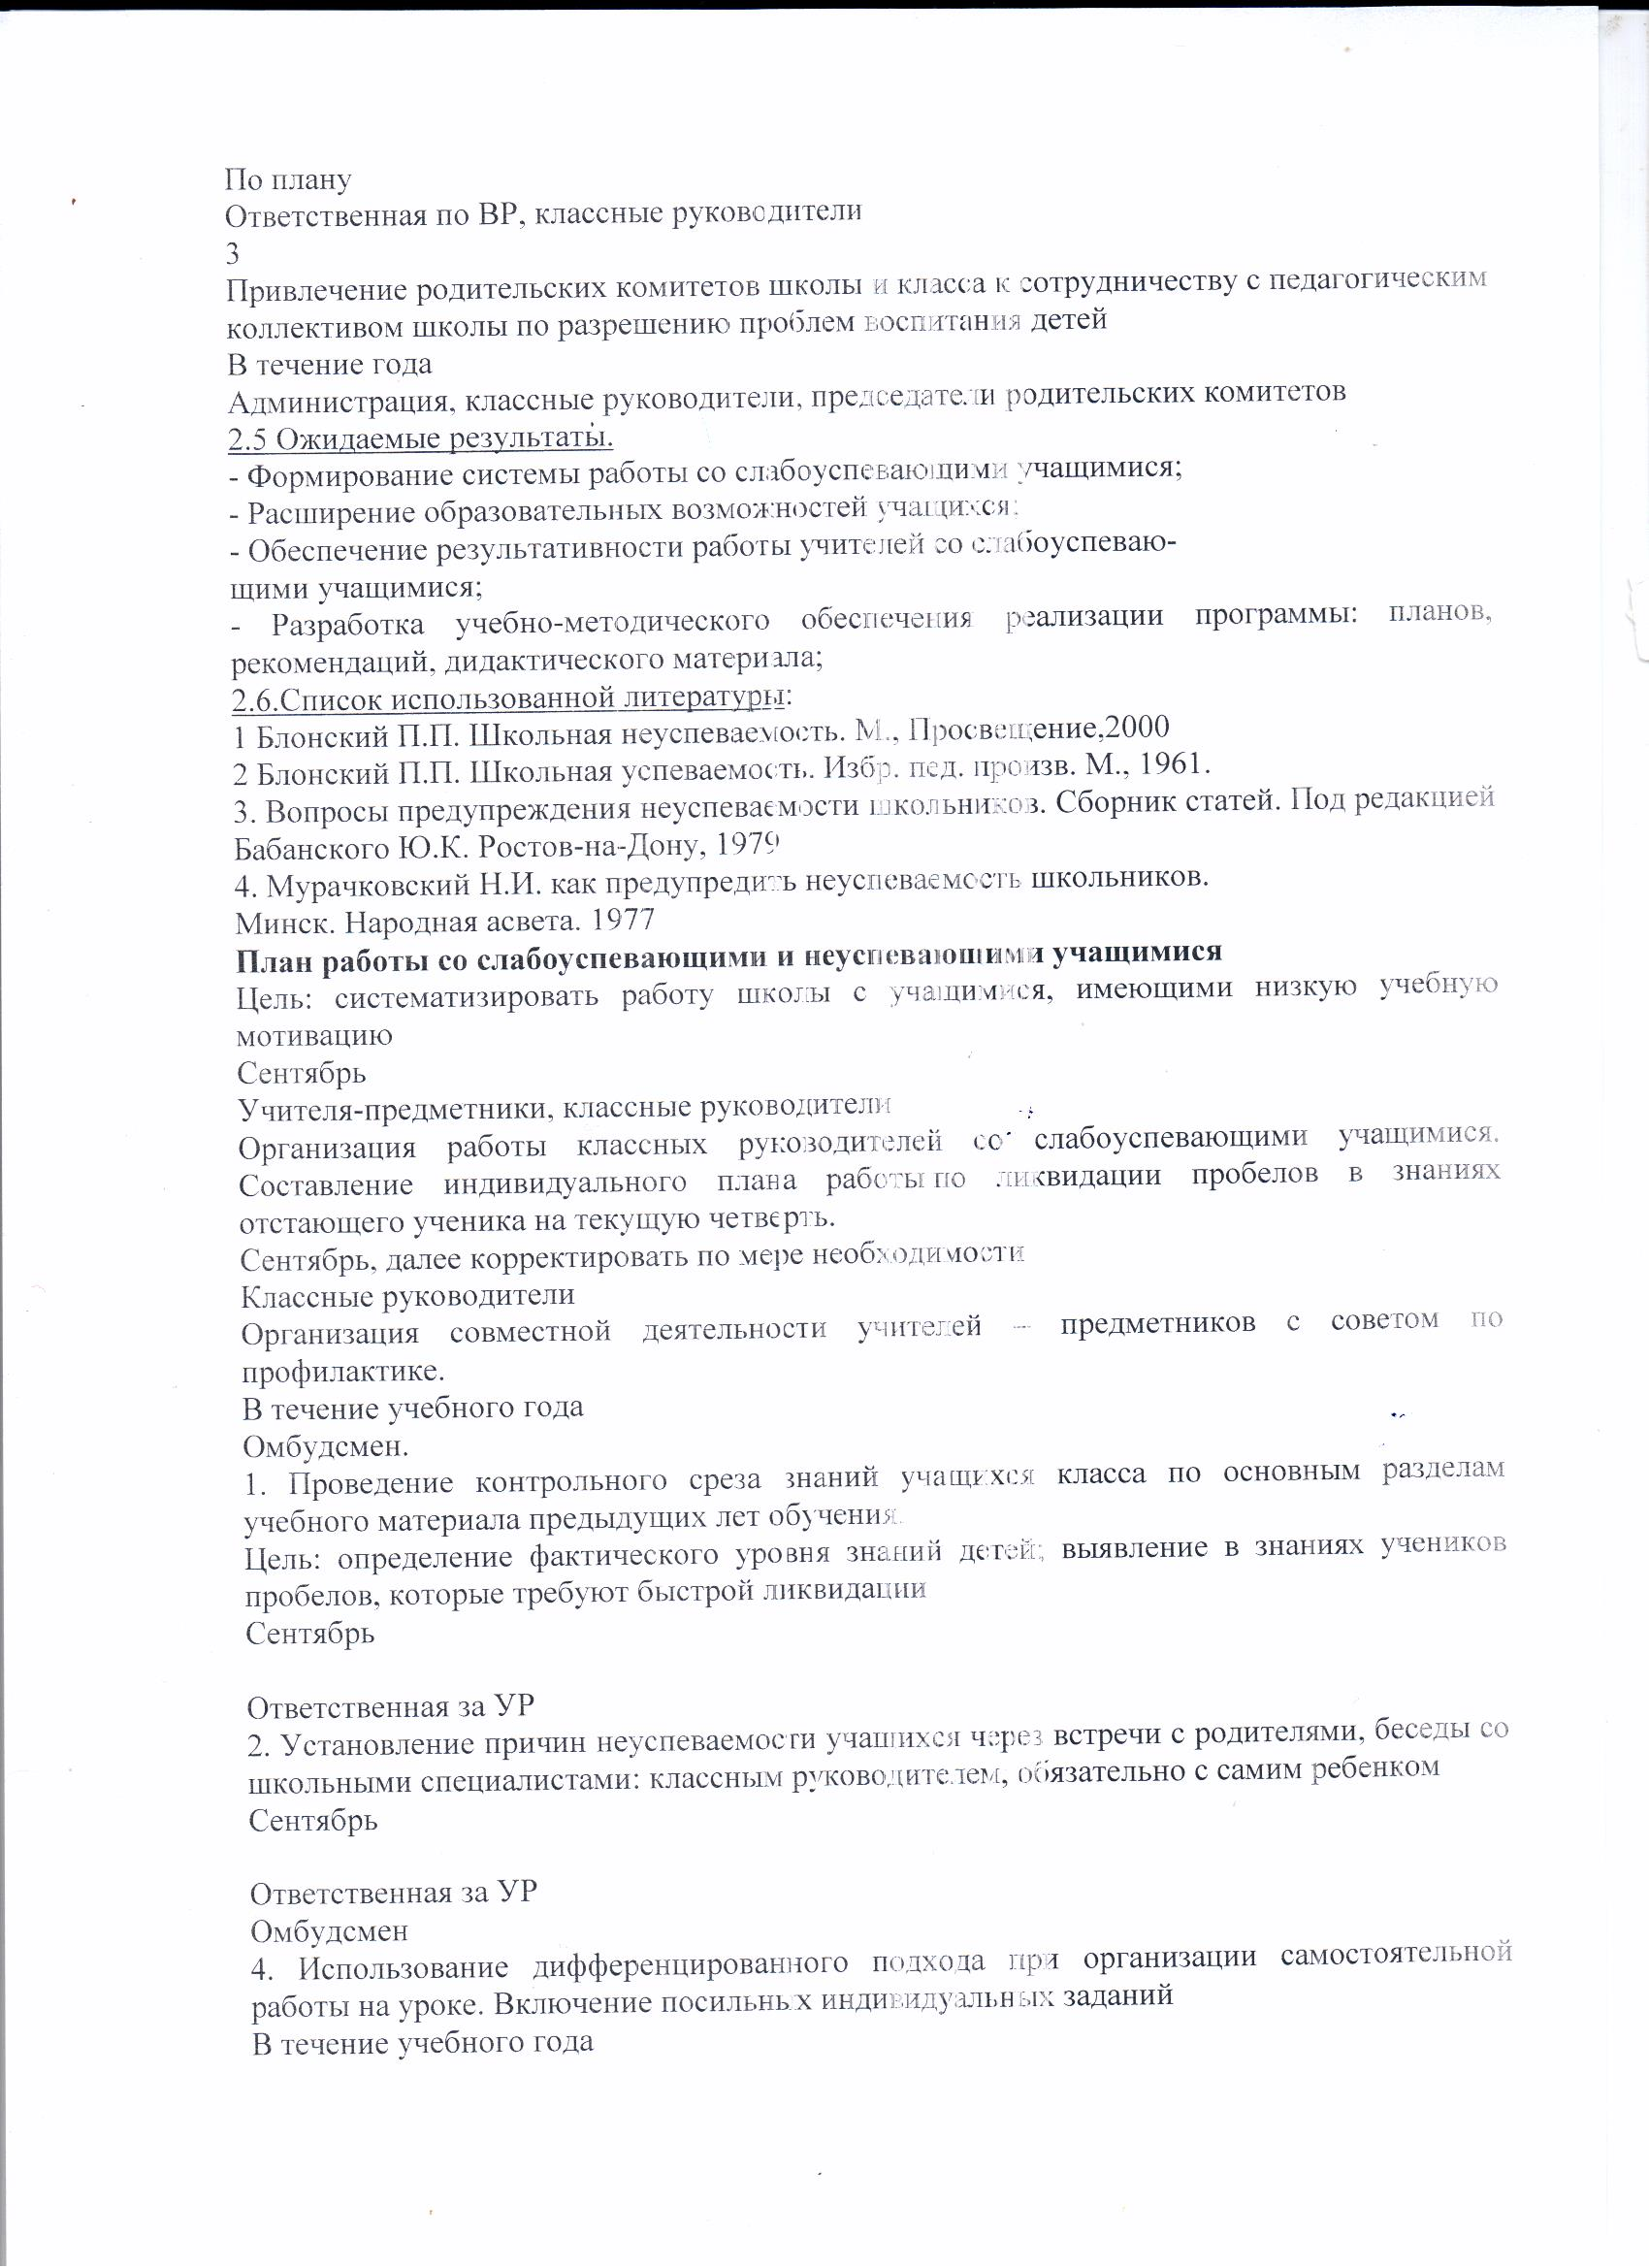 По плану
Ответственная по ВР, классные руководители
3
Привлечение родительских комитетов школы и класса к сотрудничеству с педагогическим
коллективом школы по разрешению проблем воспитания детей
В течение года
Администрация, классные руководители, председатели родительских комитетов
2.5 Ожидаемые результаты.
- Формирование системы работы со слабоуспевающими учащимися;
- Расширение образовательных возможностей учащихся;
- Обеспечение результативности работы учителей со слабоуспеваю-
щими учащимися;
- Разработка учебно-методического обеспечения реализации программы: планов,
рекомендаций, дидактического материала;
2.6.Список использованной литературы:
1 Блонский П.П. Школьная неуспеваемость. М., Просвещение,2000
2 Блонский П.П. Школьная успеваемость. Избр. пед. произв. М., 1961.
3. Вопросы предупреждения неуспеваемости школьников. Сборник статей. Под редакцией
Бабанского Ю.К. Ростов-на-Дону, 1979
4. Мурачковский Н.И. как предупредить неуспеваемость школьников.
Минск. Народная асвета. 1977
План работы со слабоуспевающими и неуспевающими учащимися
Цель: систематизировать работу школы с учащимися, имеющими низкую учебную
мотивацию
Сентябрь
Учителя-предметники, классные руководители
Организация работы классных руководителей со слабоуспевающими учащимися.
Составление индивидуального плана работы по ликвидации пробелов в знаниях
отстающего ученика на текущую четверть.
Сентябрь, далее корректировать по мере необходимости
Классные руководители
Организация совместной деятельности учителей – предметников с советом по
профилактике.
В течение учебного года
Омбудсмен.
1. Проведение контрольного среза знаний учащихся класса по основным разделам
учебного материала предыдущих лет обучения.
Цель: определение фактического уровня знаний детей; выявление в знаниях учеников
пробелов, которые требуют быстрой ликвидации
Сентябрь
Ответственная за УР
2. Установление причин неуспеваемости учащихся через встречи с родителями, беседы со
школьными специалистами: классным руководителем, обязательно с самим ребенком
Сентябрь
Ответственная за УР
Омбудсмен
4. Использование дифференцированного подхода при организации самостоятельной
работы на уроке. Включение посильных индивидуальных заданий
В течение учебного года